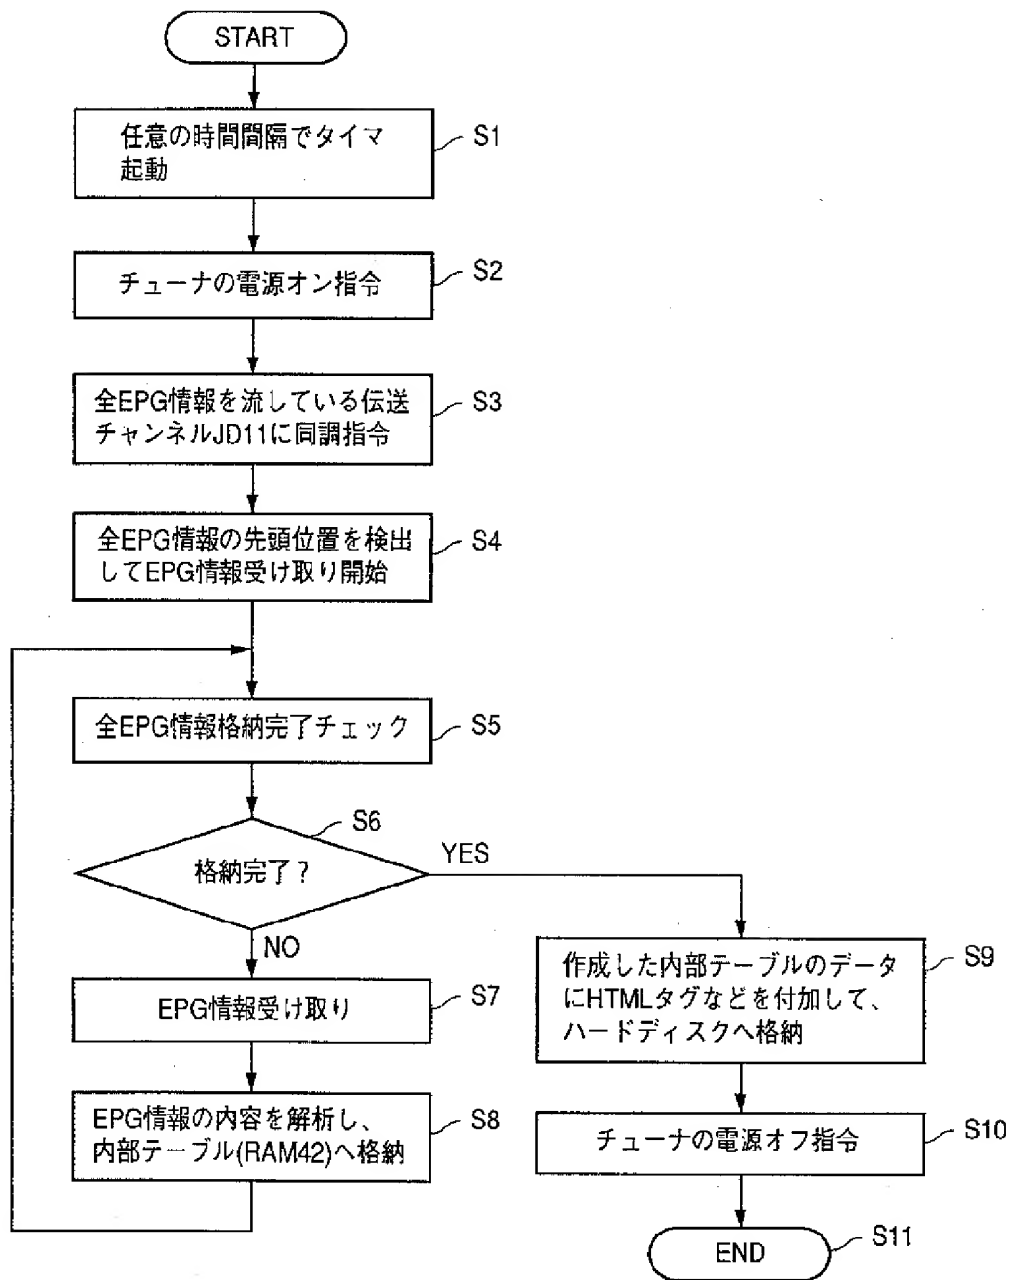 START
任意の時間間隔でタイマ
起動
S1
チューナの電源オン指令
S2
全EPG情報を流している伝送
チャンネルJD11に同調指令
S3
全EPG情報の先頭位置を検出
してEPG情報受け取り開始
S4
全EPG情報格納完了チェック
S5
S6
格納完了？
YES
NO
EPG情報受け取り
S7
EPG情報の内容を解析し、
内部テーブル(RAM42)へ格納
S8
作成した内部テーブルのデータ
にHTMLタグなどを付加して、
ハードディスクへ格納
S9
チューナの電源オフ指令
S10
END
S11